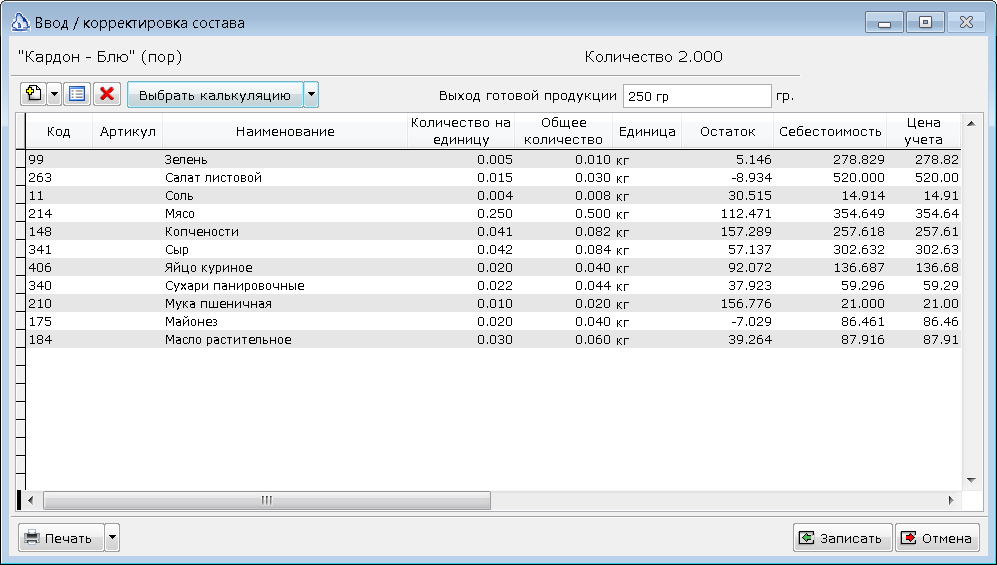 Ввод / корректировка состава
"Кардон - Блю" (пор) Количество 2.000
Выбрать калькуляцию Выход готовой продукции 250 гр гр.
Код Артикул Наименование Количество на единицу Общее количество Единица Остаток Себестоимость Цена учета
99 Зелень 0.005 0.010 кг 5.146 278.829 278.82
263 Салат листовой 0.015 0.030 кг -8.934 520.000 520.00
11 Соль 0.004 0.008 кг 30.515 14.914 14.91
214 Мясо 0.250 0.500 кг 112.471 354.649 354.64
148 Копчености 0.041 0.082 кг 157.289 257.618 257.61
341 Сыр 0.042 0.084 кг 57.137 302.632 302.63
406 Яйцо куриное 0.020 0.040 кг 92.072 136.687 136.68
340 Сухари панировочные 0.022 0.044 кг 37.923 59.296 59.29
210 Мука пшеничная 0.010 0.020 кг 156.776 21.000 21.00
175 Майонез 0.020 0.040 кг -7.029 86.461 86.46
184 Масло растительное 0.030 0.060 кг 39.264 87.916 87.91
Печать Записать Отмена